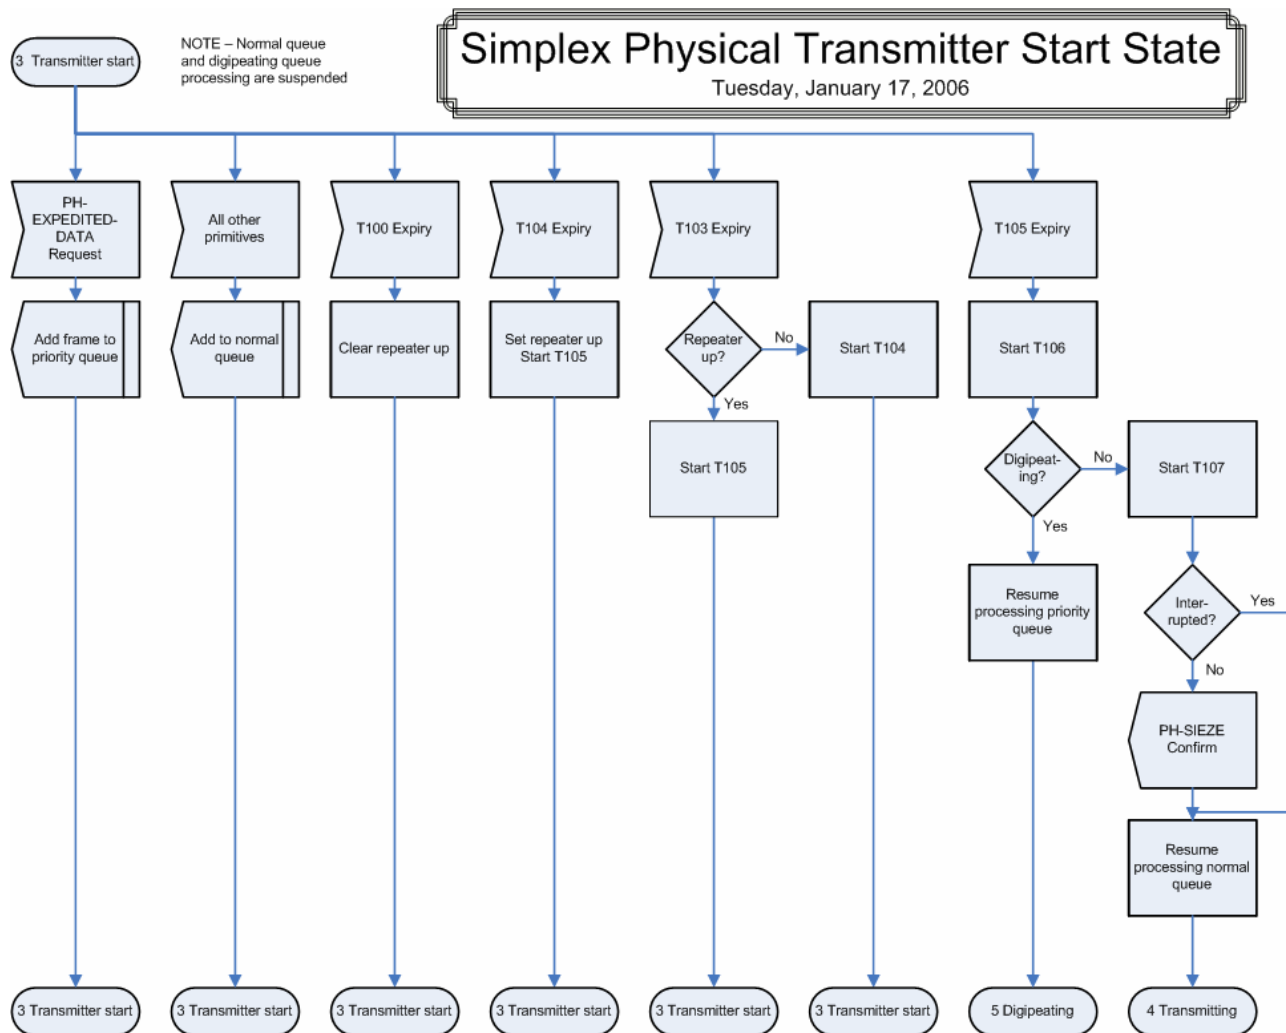 Simplex Physical Transmitter Start State
Tuesday, January 17, 2006
3 Transmitter start
NOTE – Normal queue
and digipeating queue
processing are suspended
PH-
EXPEDITED-
DATA
Request
All other
primitives
T100 Expiry
T104 Expiry
T103 Expiry
T105 Expiry
Add frame to
priority queue
Add to normal
queue
Clear repeater up
Set repeater up
Start T105
Repeater
up?
No
Start T104
Start T106
Yes
Start T105
Digipeat-
ing?
No
Start T107
Yes
Resume
processing priority
queue
Inter-
rupted?
Yes
No
PH-SIEZE
Confirm
Resume
processing normal
queue
3 Transmitter start
3 Transmitter start
3 Transmitter start
3 Transmitter start
3 Transmitter start
3 Transmitter start
5 Digipeating
4 Transmitting